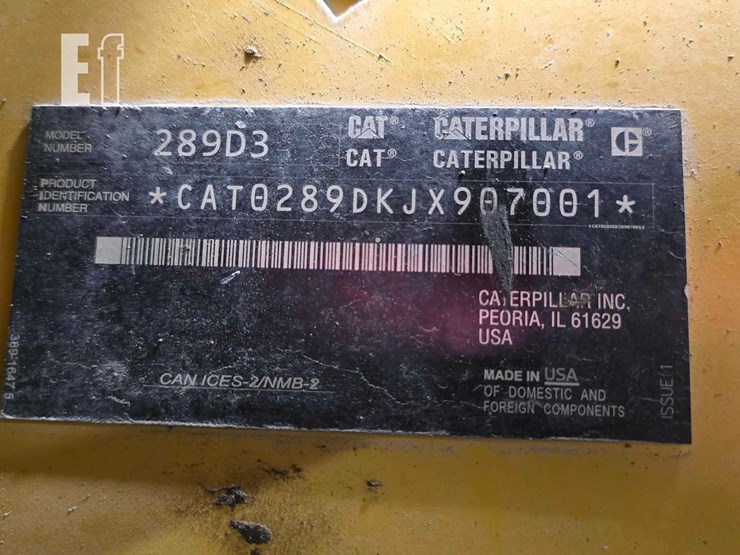 Ef
MODEL NUMBER 289D3 CAT® CATERPILLAR® ®
CAT® CATERPILLAR®
PRODUCT
IDENTIFICATION
NUMBER
*CAT0289DKJX907001*
CATERPILLAR INC.
PEORIA, IL 61629
USA
CAN ICES-2/NMB-2
MADE IN USA
OF DOMESTIC AND
FOREIGN COMPONENTS
ISSUE 1